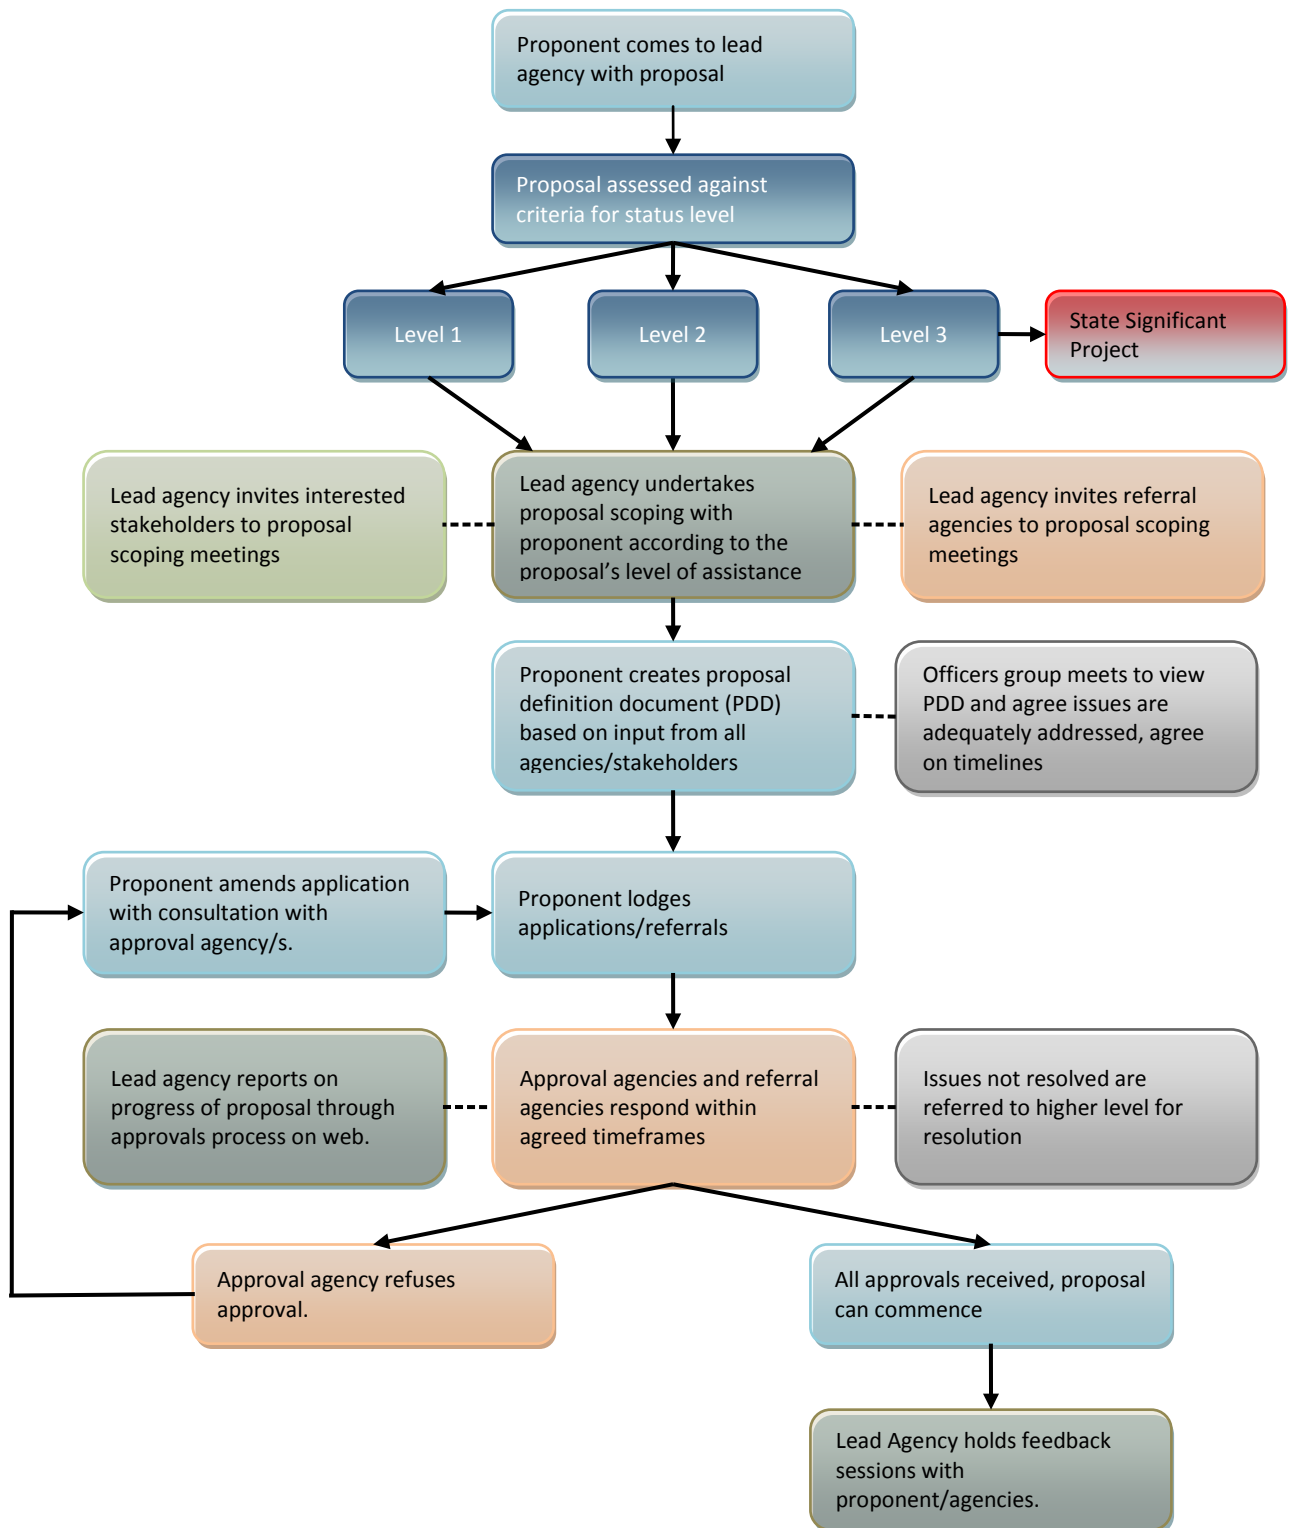 Proponent comes to lead
agency with proposal
Proposal assessed against
criteria for status level
Level 1
Level 2
Level 3
State Significant
Project
Lead agency invites interested
stakeholders to proposal
scoping meetings
Lead agency undertakes
proposal scoping with
proponent according to the
proposal's level of assistance
Lead agency invites referral
agencies to proposal scoping
meetings
Proponent creates proposal
definition document (PDD)
based on input from all
agencies/stakeholders
Officers group meets to view
PDD and agree issues are
adequately addressed, agree
on timelines
Proponent amends application
with consultation with
approval agency/s.
Proponent lodges
applications/referrals
Lead agency reports on
progress of proposal through
approvals process on web.
Approval agencies and referral
agencies respond within
agreed timeframes
Issues not resolved are
referred to higher level for
resolution
Approval agency refuses
approval.
All approvals received, proposal
can commence
Lead Agency holds feedback
sessions with
proponent/agencies.